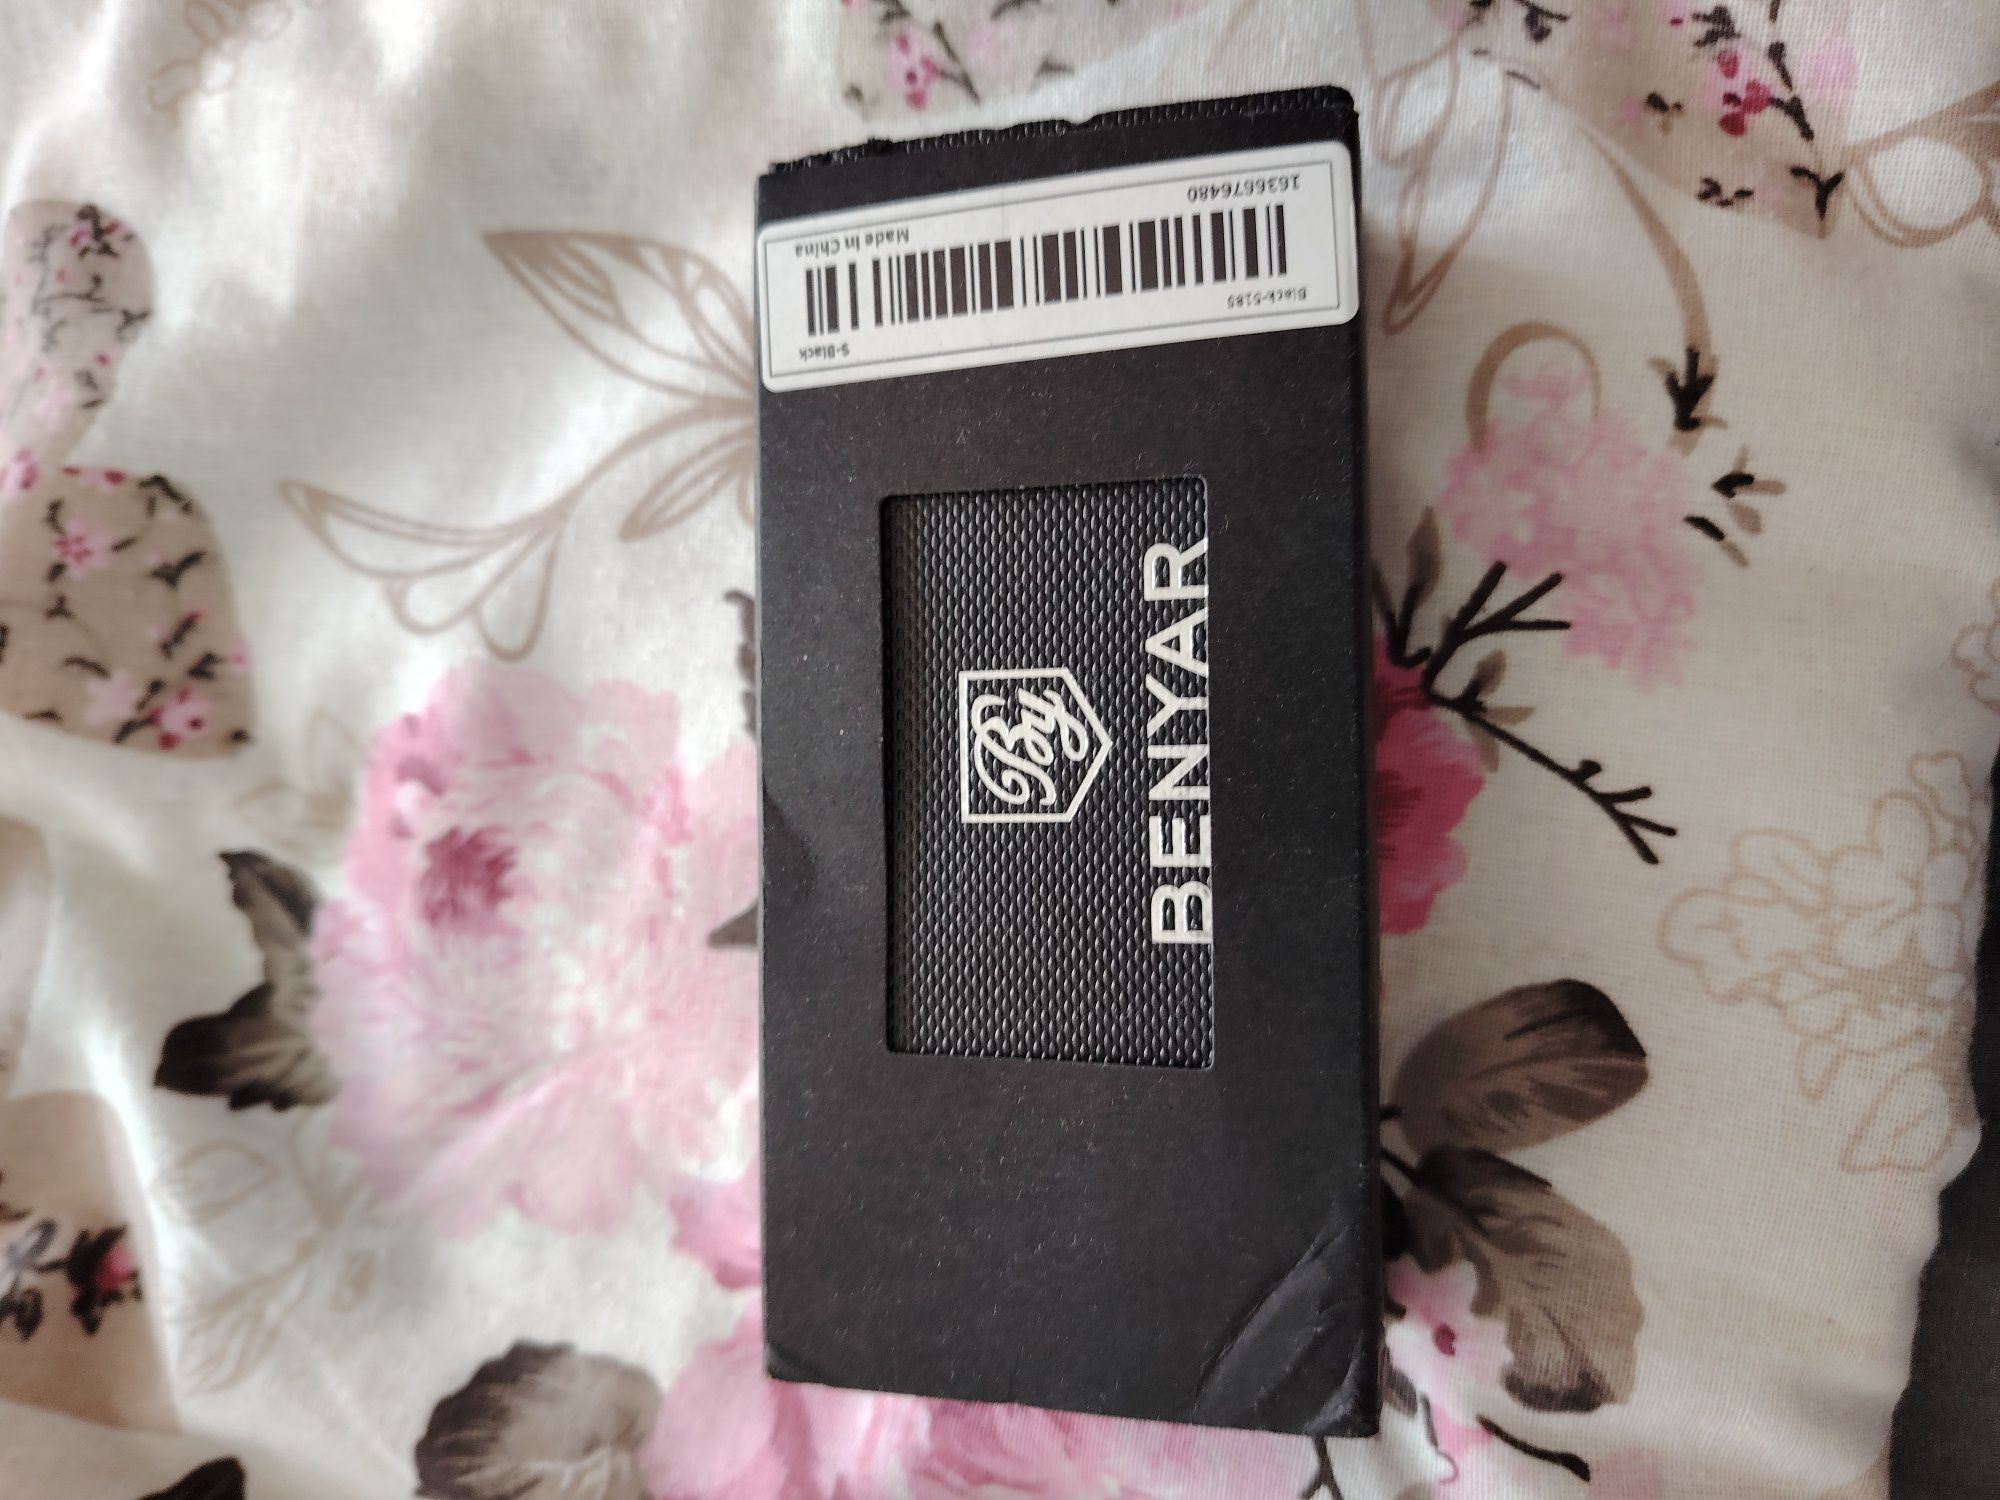 By
BENYAR
Black-5185
S-Black
Made In China
1636676480